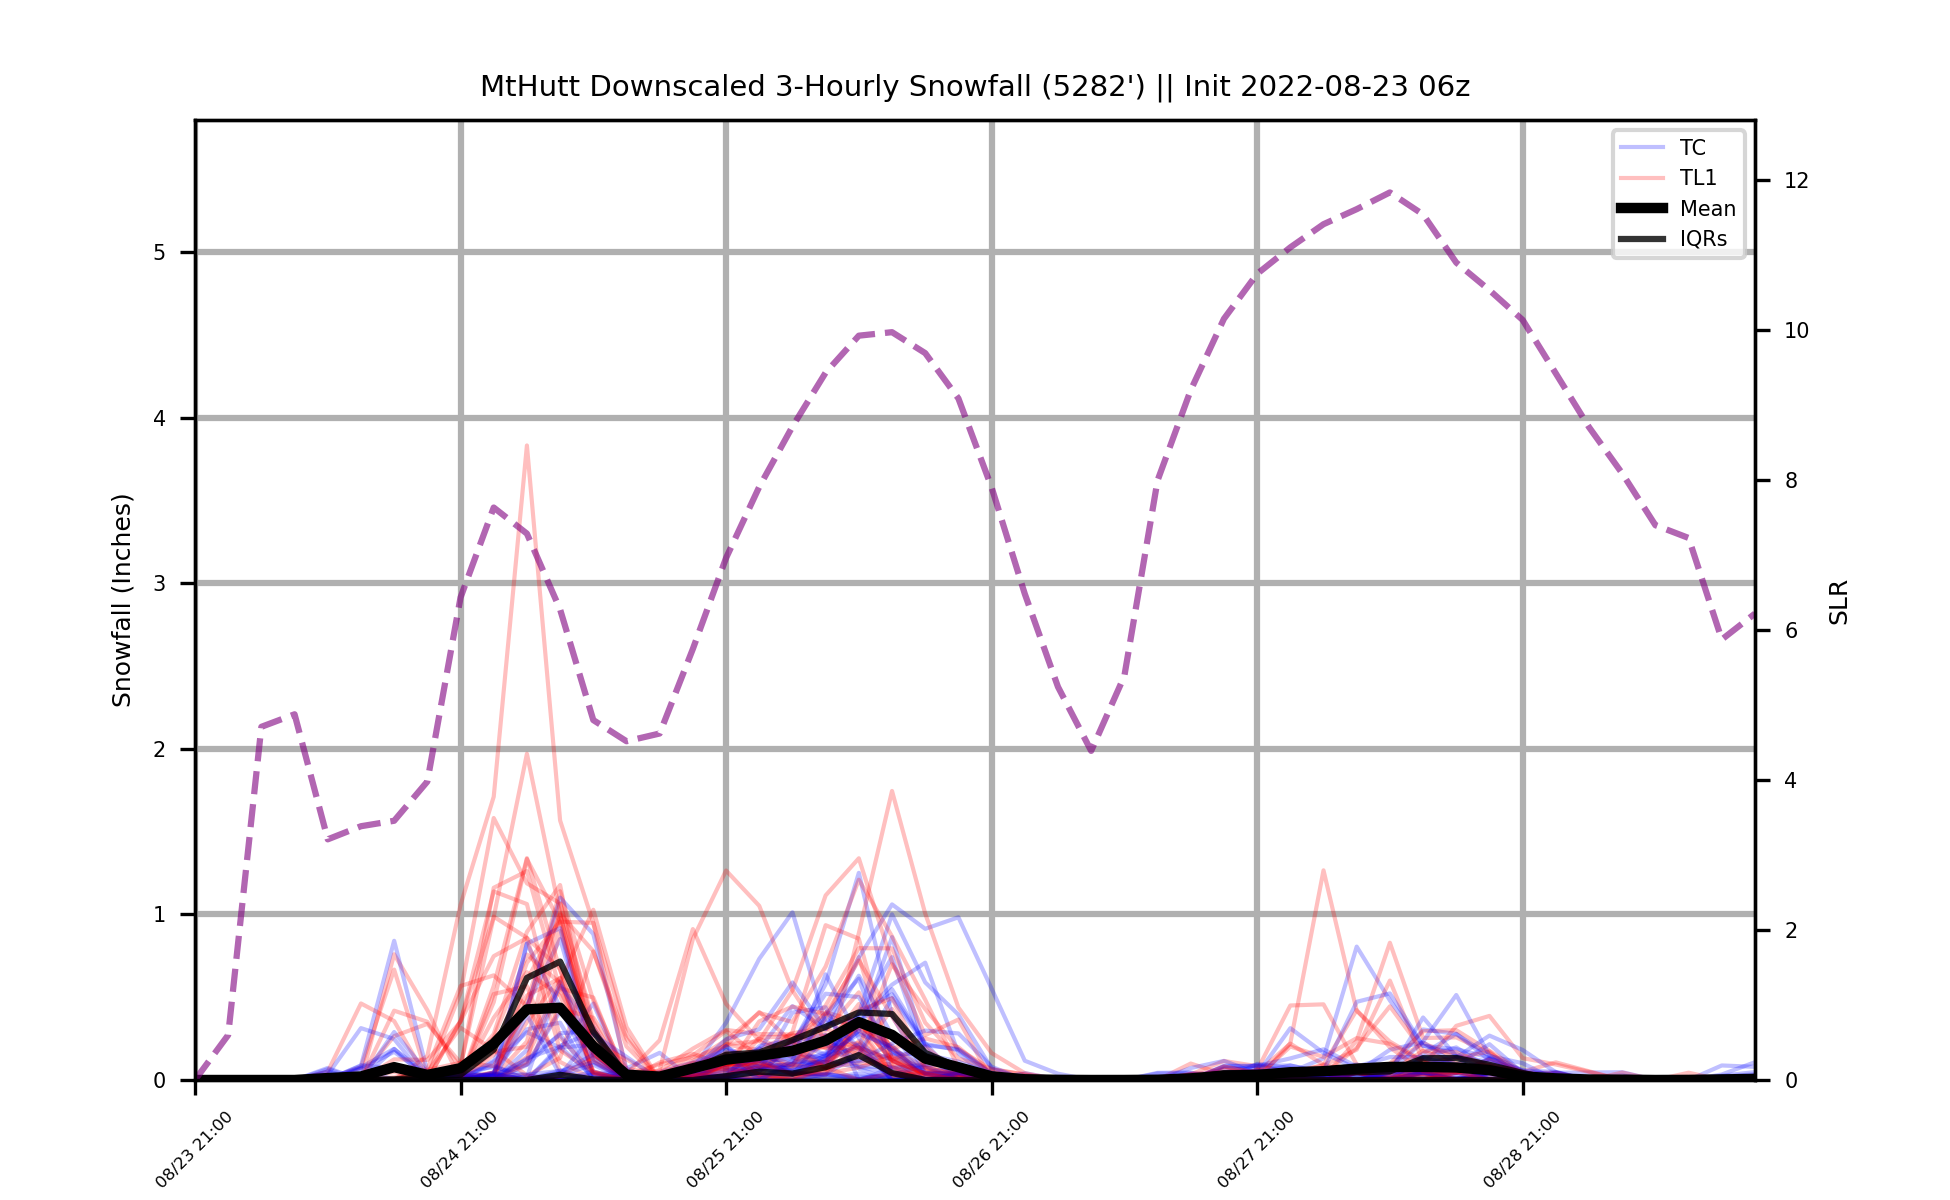 MtHutt Downscaled 3-Hourly Snowfall (5282') || Init 2022-08-23 06z
TC
TL1
Mean
IQRs
Snowfall (Inches)
5
4
3
2
1
0
SLR
12
10
8
6
4
2
0
08/23 21:00
08/24 21:00
08/25 21:00
08/26 21:00
08/27 21:00
08/28 21:00